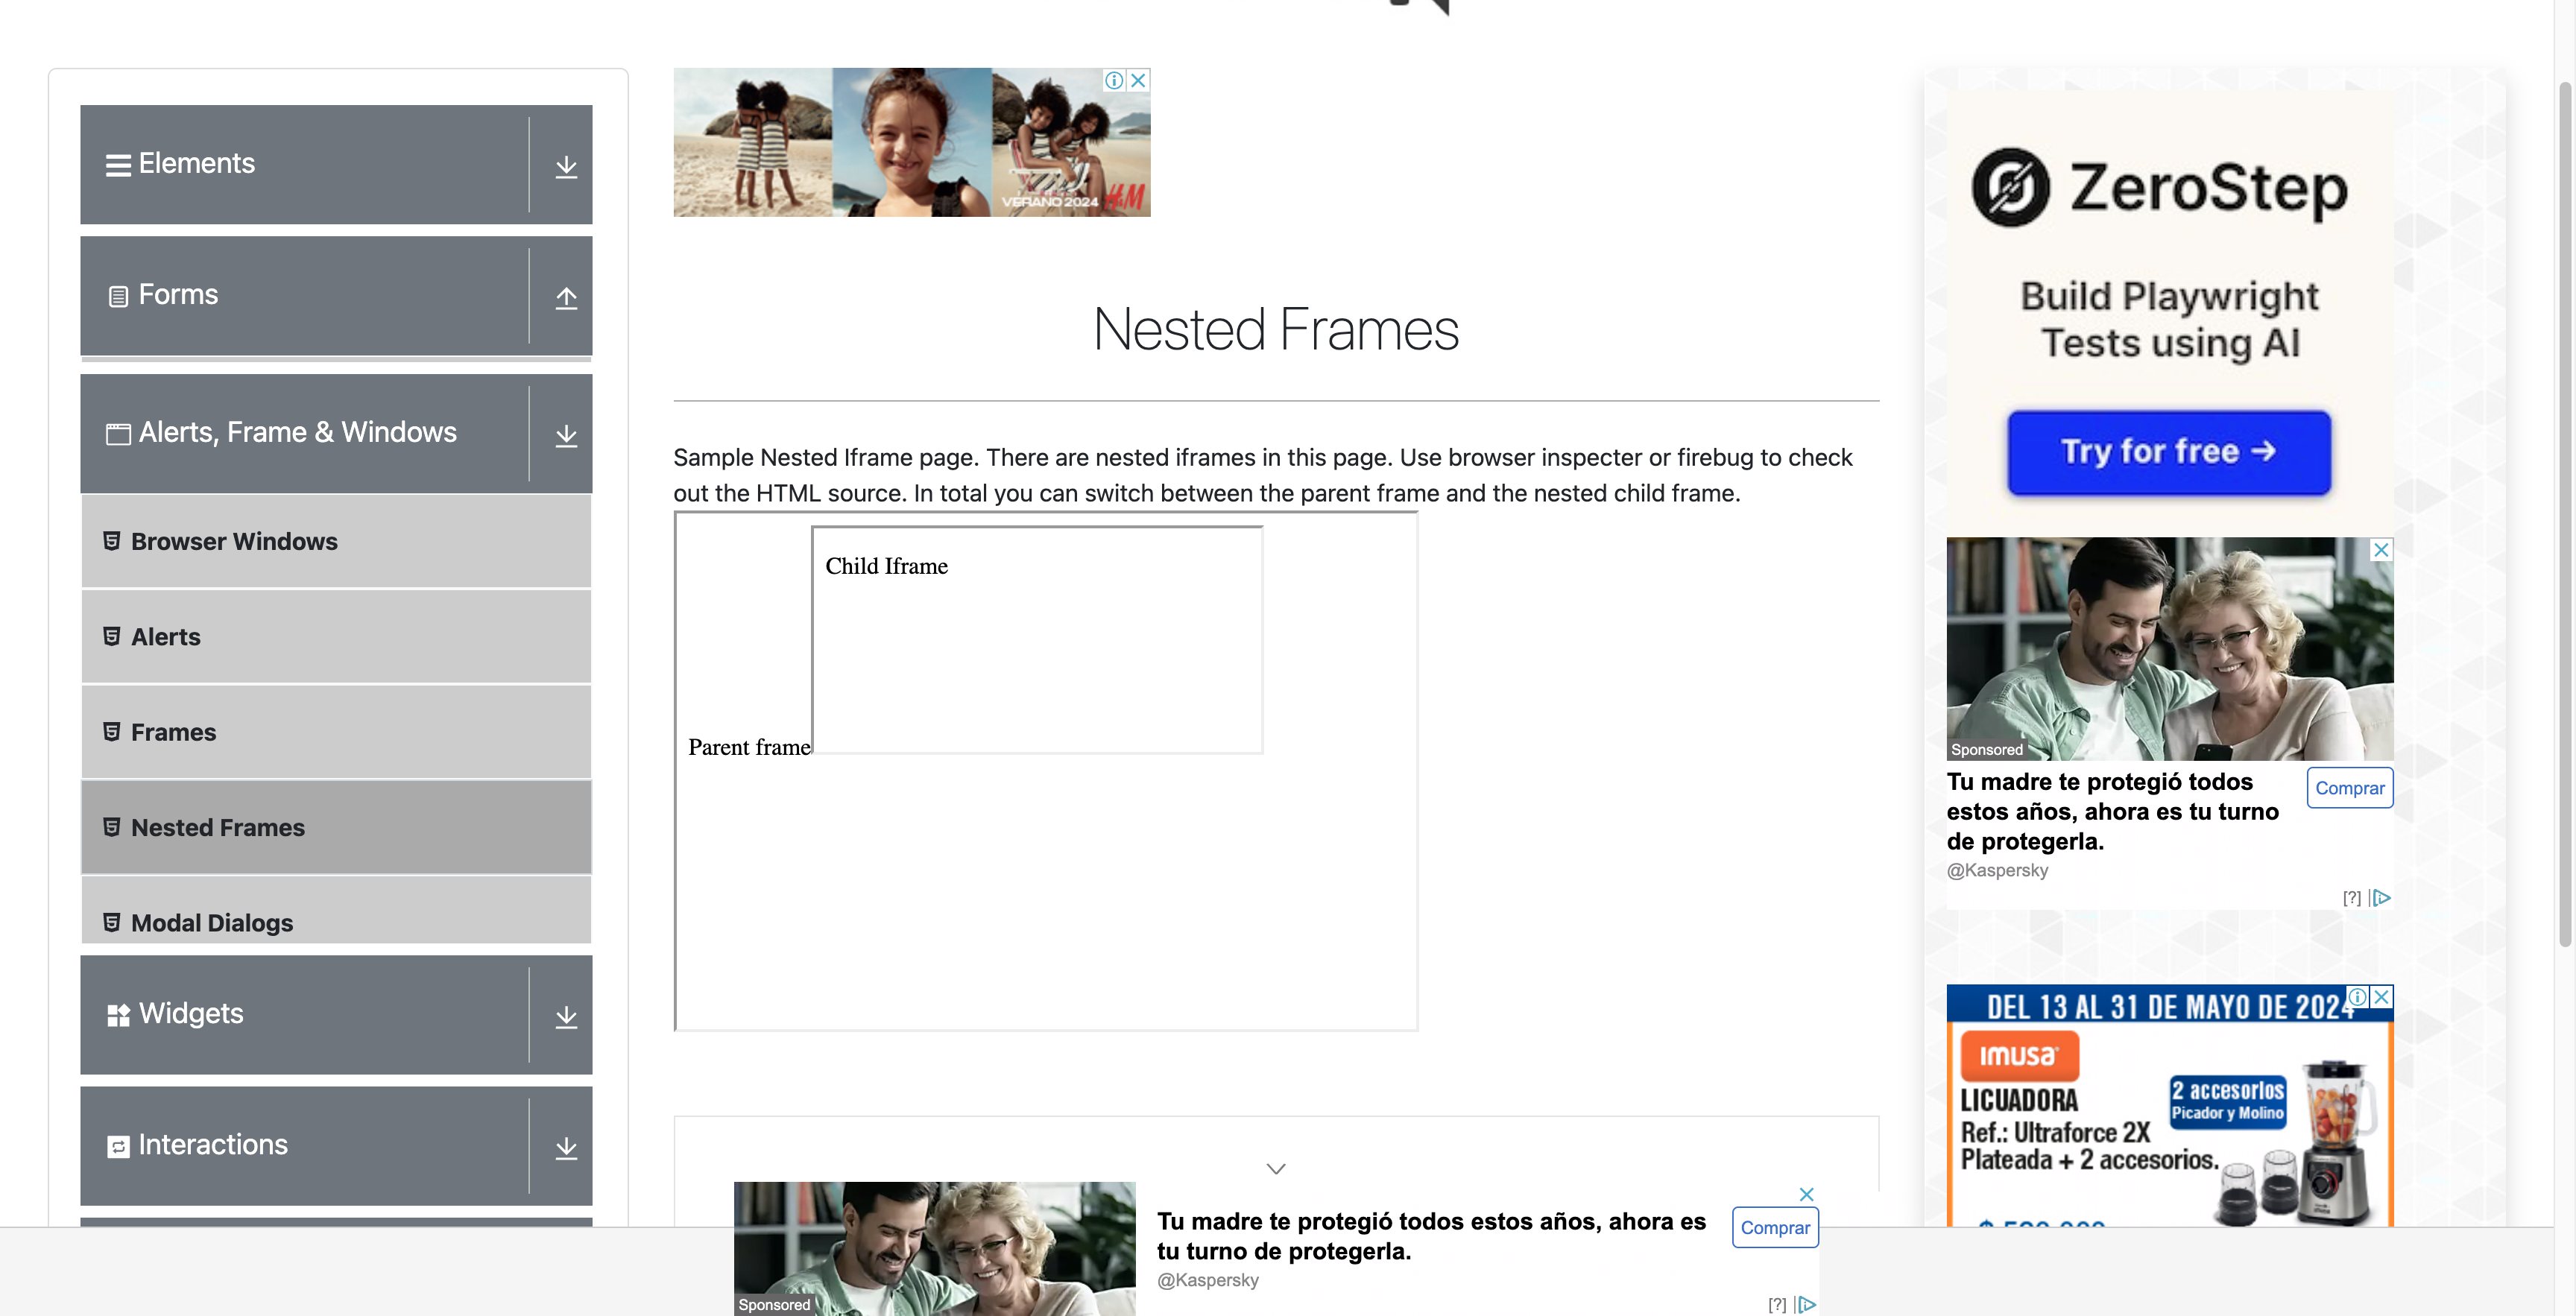 Elements
Forms
Alerts, Frame & Windows
Browser Windows
Alerts
Frames
Nested Frames
Modal Dialogs
Widgets
Interactions
VERANO 2024 H&M
Nested Frames
Sample Nested Iframe page. There are nested iframes in this page. Use browser inspecter or firebug to check
out the HTML source. In total you can switch between the parent frame and the nested child frame.
Child Iframe
Parent frame
Tu madre te protegió todos estos años, ahora es
tu turno de protegerla.
@Kaspersky
Comprar
Sponsored
[?]
ZeroStep
Build Playwright
Tests using AI
Try for free →
Sponsored
Tu madre te protegió todos
estos años, ahora es tu turno
de protegerla.
Comprar
@Kaspersky
[?]
DEL 13 AL 31 DE MAYO DE 2024
IMUSA
LICUADORA
Ref.: Ultraforce 2X
Plateada + 2 accesorios.
2 accesorios
Picador y Molino